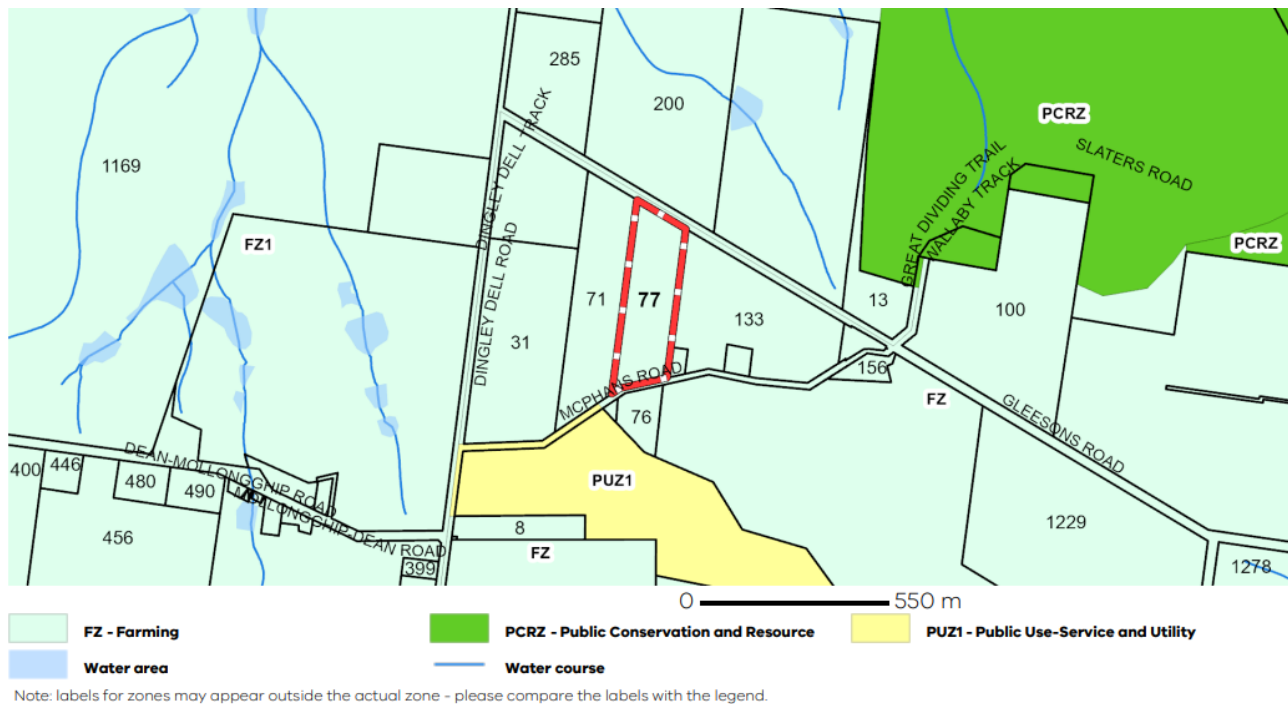 285
200
1169
PCRZ
SLATERS ROAD
GREAT DIVIDING TRAIL
WALLABY TRACK
DINGLEY DELL TRACK
PCRZ
FZ1
DINGLEY DELL ROAD
71
77
13
100
133
31
156
MCPHANS ROAD
FZ
GLEESONS ROAD
76
DEAN-MOLLONGGHIP ROAD
400
446
480
490
MOLLONGGHIP-DEAN ROAD
PUZ1
456
8
FZ
399
1229
1278
0 550 m
FZ - Farming
PCRZ - Public Conservation and Resource
PUZ1 - Public Use-Service and Utility
Water area
Water course
Note: labels for zones may appear outside the actual zone - please compare the labels with the legend.